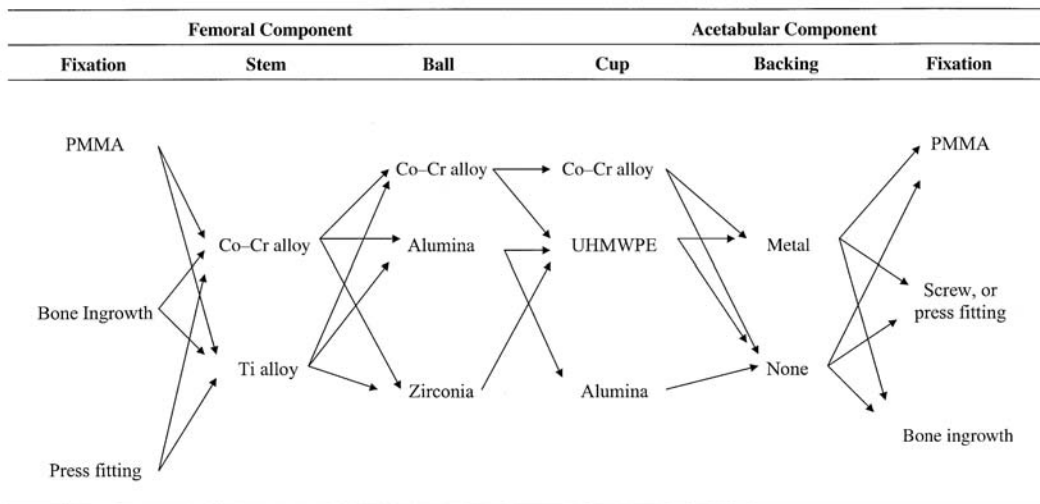 Femoral Component Acetabular Component
Fixation Stem Ball Cup Backing Fixation
PMMA PMMA
Co–Cr alloy Co–Cr alloy
Co–Cr alloy Alumina UHMWPE Metal
Screw, or
press fitting
Bone Ingrowth
Ti alloy None
Zirconia Alumina
Bone ingrowth
Press fitting